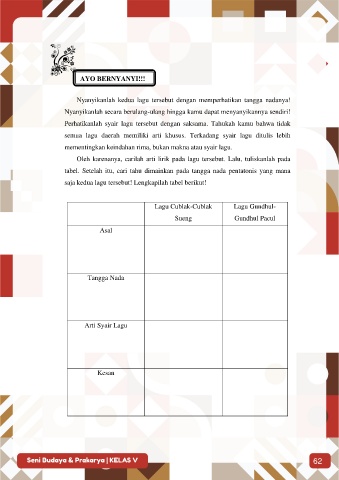 AYO BERNYANYI!!!
Nyanyikanlah kedua lagu tersebut dengan memperhatikan tangga nadanya!
Nyanyikanlah secara berulang-ulang hingga kamu dapat menyanyikannya sendiri!
Perhatikanlah syair lagu tersebut dengan saksama. Tahukah kamu bahwa tidak
semua lagu daerah memiliki arti khusus. Terkadang syair lagu ditulis lebih
mementingkan keindahan rima, bukan makna atau syair lagu.
Oleh karenanya, carilah arti lirik pada lagu tersebut. Lalu, tuliskanlah pada
tabel. Setelah itu, cari tahu dimainkan pada tangga nada pentatonis yang mana
saja kedua lagu tersebut! Lengkapilah tabel berikut!
Lagu Cublak-Cublak Sueng
Lagu Gundhul-Gundhul Pacul
Asal
Tangga Nada
Arti Syair Lagu
Kesan
Seni Budaya & Prakarya | KELAS V
62